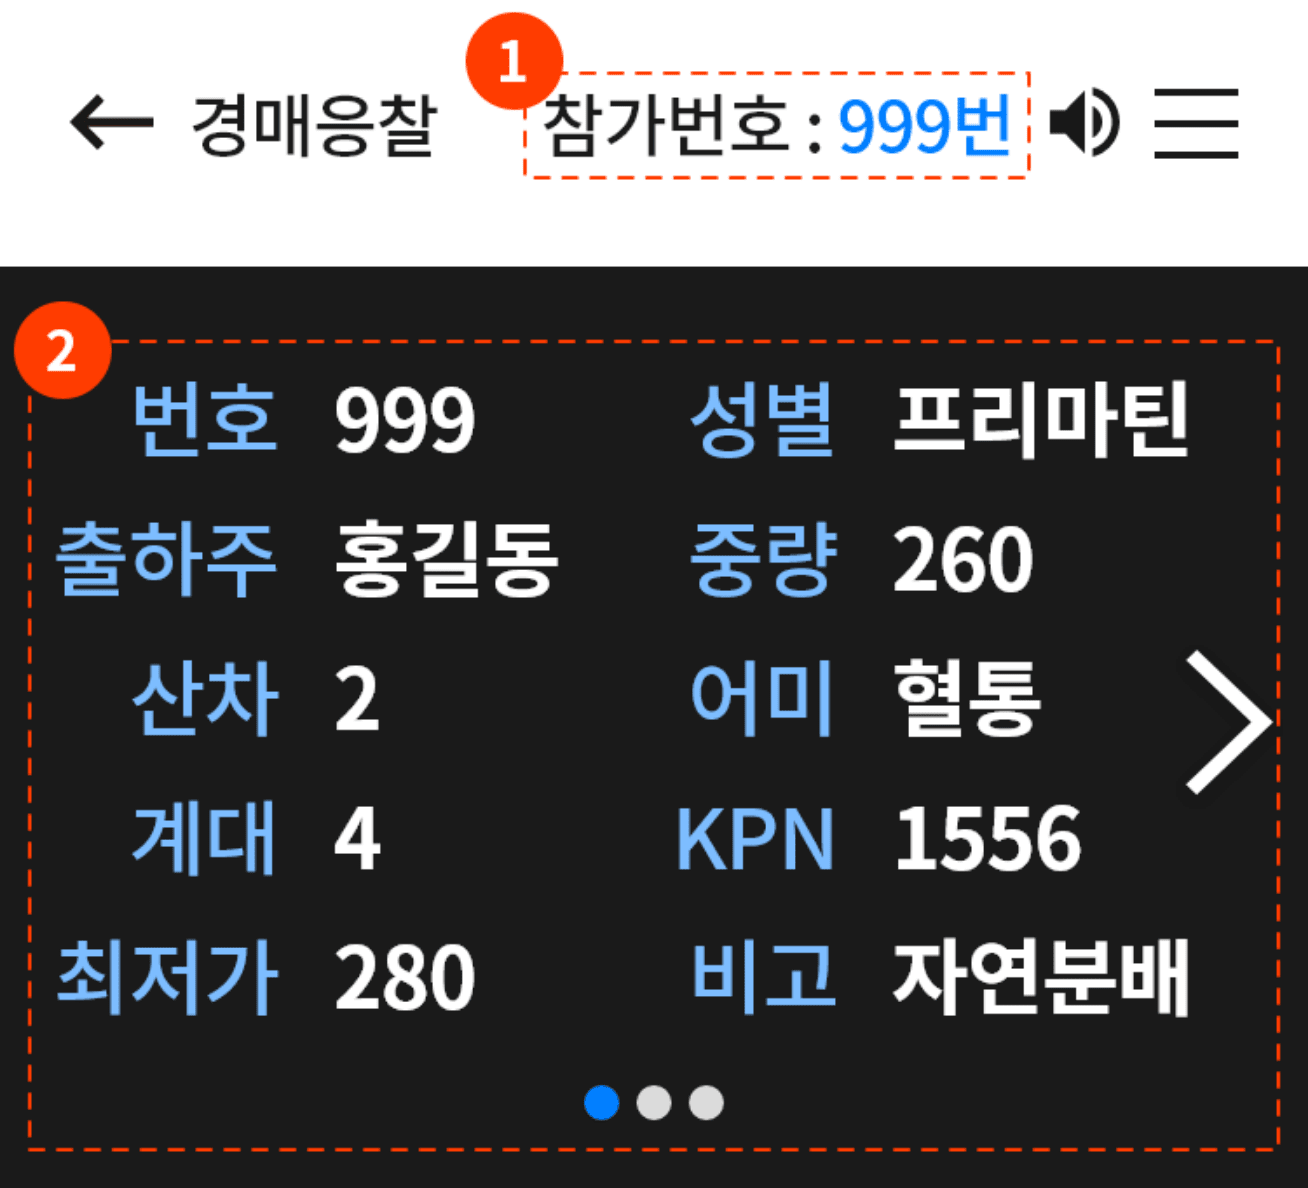 1
경매응찰 참가번호 : 999번
2
번호 999 성별 프리마틴
출하주 홍길동 중량 260
산차 2 어미 혈통
계대 4 KPN 1556
최저가 280 비고 자연분배